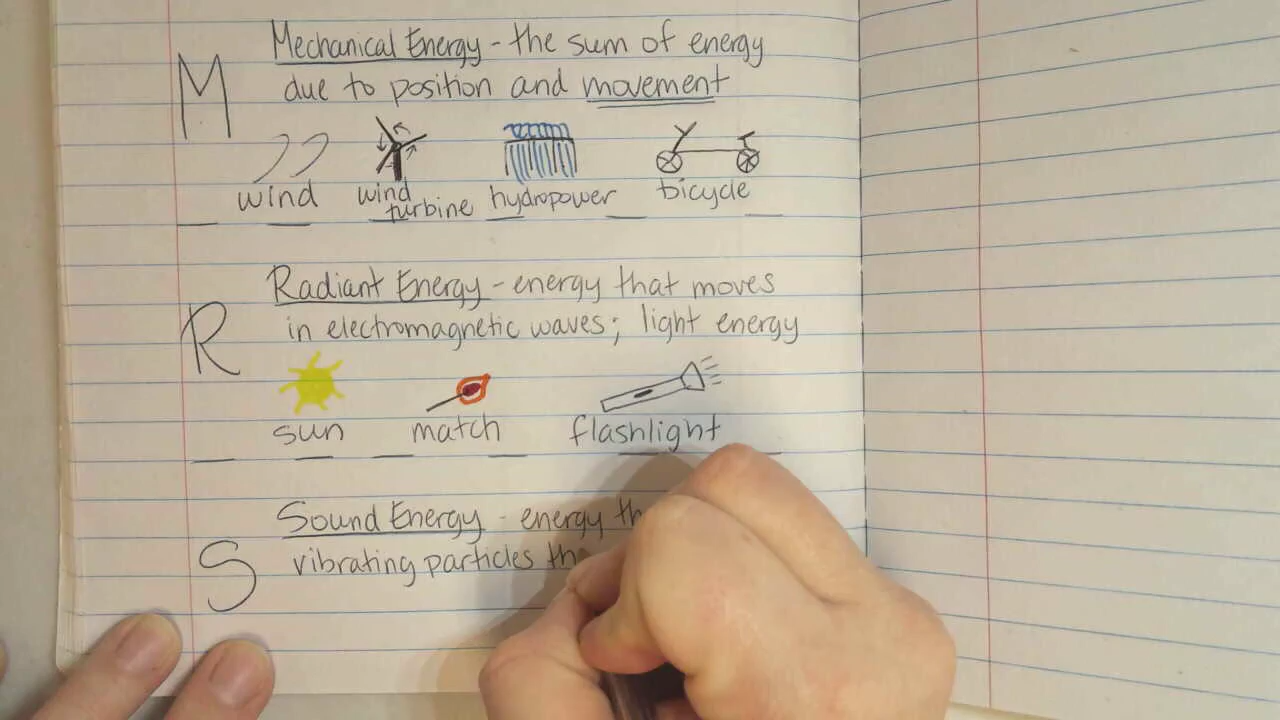 M
Mechanical Energy - the sum of energy
due to position and movement
wind wind turbine hydropower bicycle
R
Radiant Energy - energy that moves
in electromagnetic waves; light energy
sun match flashlight
S
Sound Energy - energy
vibrating particles